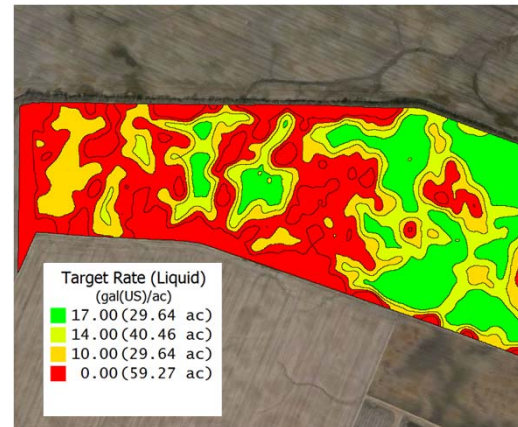 Target Rate (Liquid)
(gal(US)/ac)
17.00(29.64 ac)
14.00(40.46 ac)
10.00(29.64 ac)
0.00(59.27 ac)